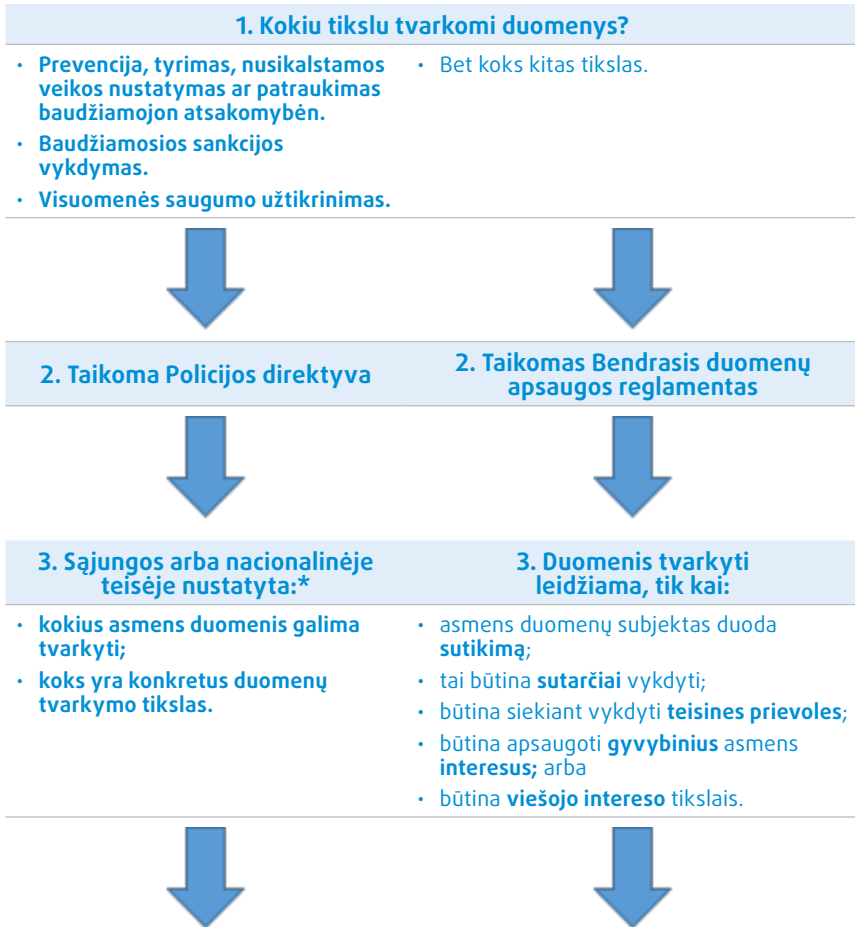 1. Kokiu tikslu tvarkomi duomenys?
• Prevencija, tyrimas, nusikalstamos
veikos nustatymas ar patraukimas
baudžiamojon atsakomybėn.
• Baudžiamosios sankcijos
vykdymas.
• Visuomenės saugumo užtikrinimas.
• Bet koks kitas tikslas.
2. Taikoma Policijos direktyva
2. Taikomas Bendrasis duomenų
apsaugos reglamentas
3. Sąjungos arba nacionalinėje
teisėje nustatyta:*
• kokius asmens duomenis galima
tvarkyti;
• koks yra konkretus duomenų
tvarkymo tikslas.
3. Duomenis tvarkyti
leidžiama, tik kai:
• asmens duomenų subjektas duoda
sutikimą;
• tai būtina sutarčiai vykdyti;
• būtina siekiant vykdyti teisines prievoles;
• būtina apsaugoti gyvybinius asmens
interesus; arba
• būtina viešojo intereso tikslais.